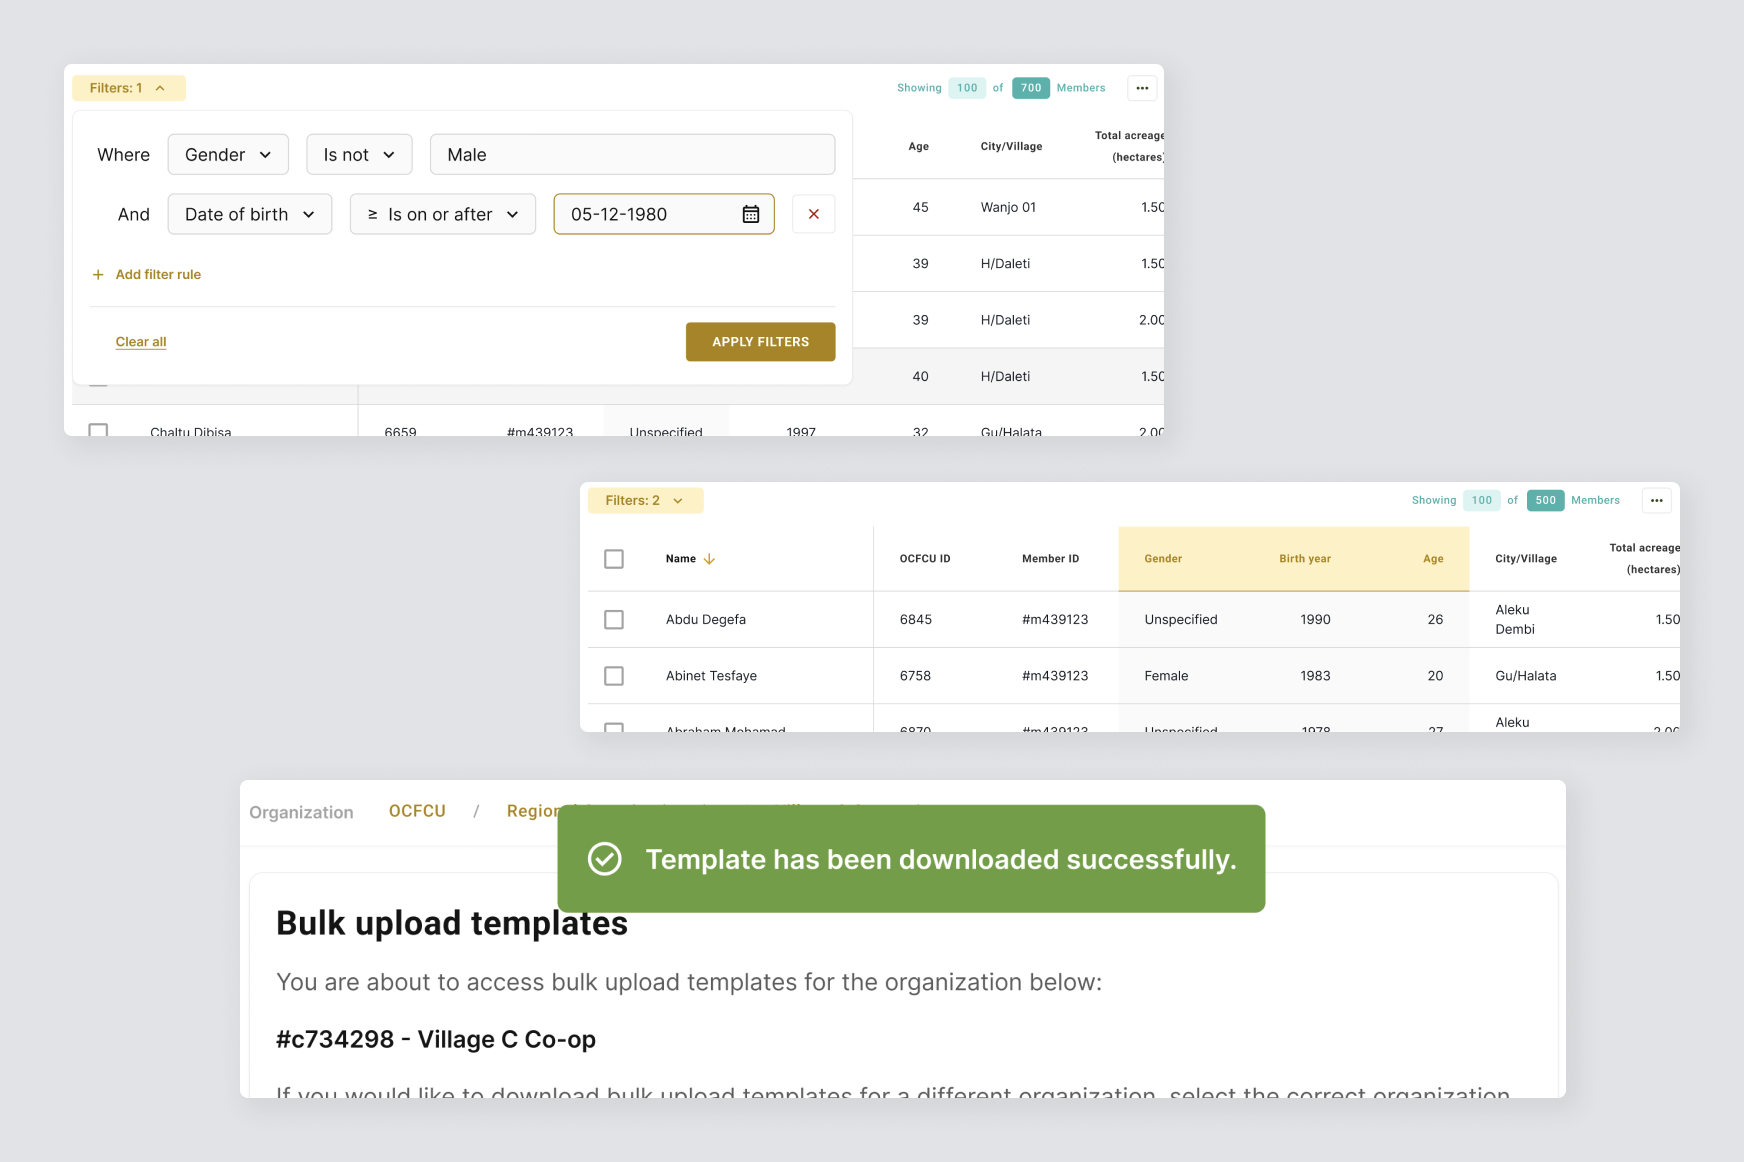 Filters: 1
Showing 100 of 700 Members
Where Gender Is not Male
And Date of birth ≥ Is on or after 05-12-1980
+ Add filter rule
Clear all APPLY FILTERS
Age City/Village Total acreage
(hectares)
45 Wanjo 01 1.50
39 H/Daleti 1.50
39 H/Daleti 2.00
40 H/Daleti 1.50
Chaltu Dibisa 6659 #m439123 Unspecified 1997 32 Gu/Halata 2.00
Filters: 2
Showing 100 of 500 Members
Name OCFCU ID Member ID Gender Birth year Age City/Village Total acreage
(hectares)
Abdu Degefa 6845 #m439123 Unspecified 1990 26 Aleku
Dembi 1.50
Abinet Tesfaye 6758 #m439123 Female 1983 20 Gu/Halata 1.50
Abraham Mohamad 6870 #m439123 Unspecified 1978 27 Aleku 2.00
Organization OCFCU / Region
Template has been downloaded successfully.
Bulk upload templates
You are about to access bulk upload templates for the organization below:
#c734298 - Village C Co-op
If you would like to download bulk upload templates for a different organization, select the correct organization